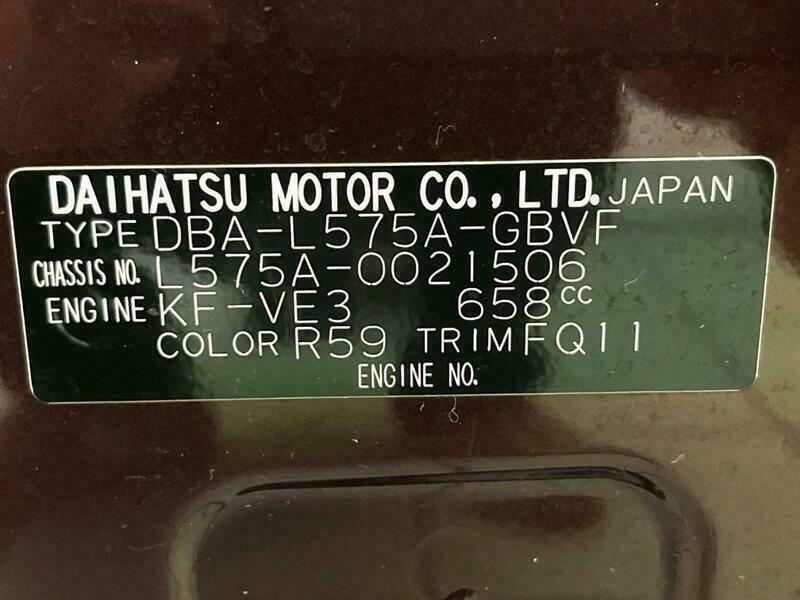 DAIHATSU MOTOR CO., LTD. JAPAN
TYPE DBA-L575A-GBVF
CHASSIS NO. L575A-0021506
ENGINE KF-VE3 658CC
COLOR R59 TRIM FQ11
ENGINE NO.